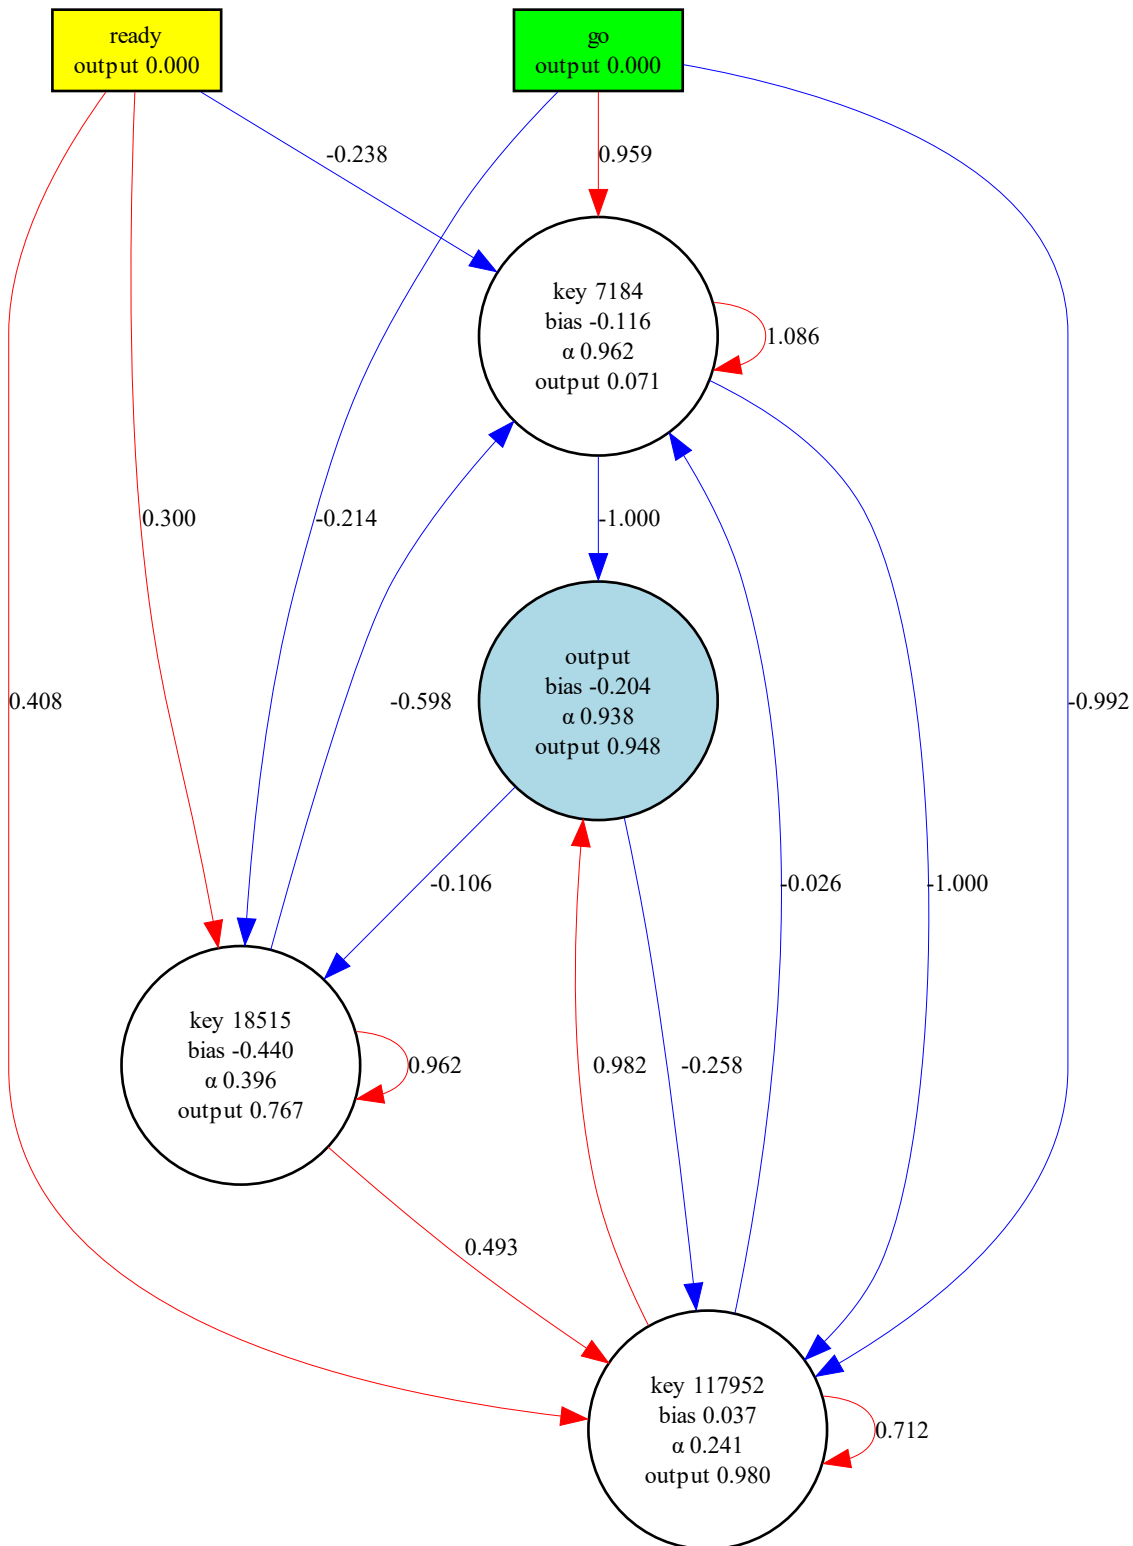 ready
output 0.000
go
output 0.000
-0.238
0.959
key 7184
bias -0.116
α 0.962
output 0.071
1.086
0.300
-0.214
-1.000
output
bias -0.204
α 0.938
output 0.948
0.408
-0.598
-0.992
-0.106
-0.026
-1.000
key 18515
bias -0.440
α 0.396
output 0.767
0.962
0.982
-0.258
0.493
key 117952
bias 0.037
α 0.241
output 0.980
0.712